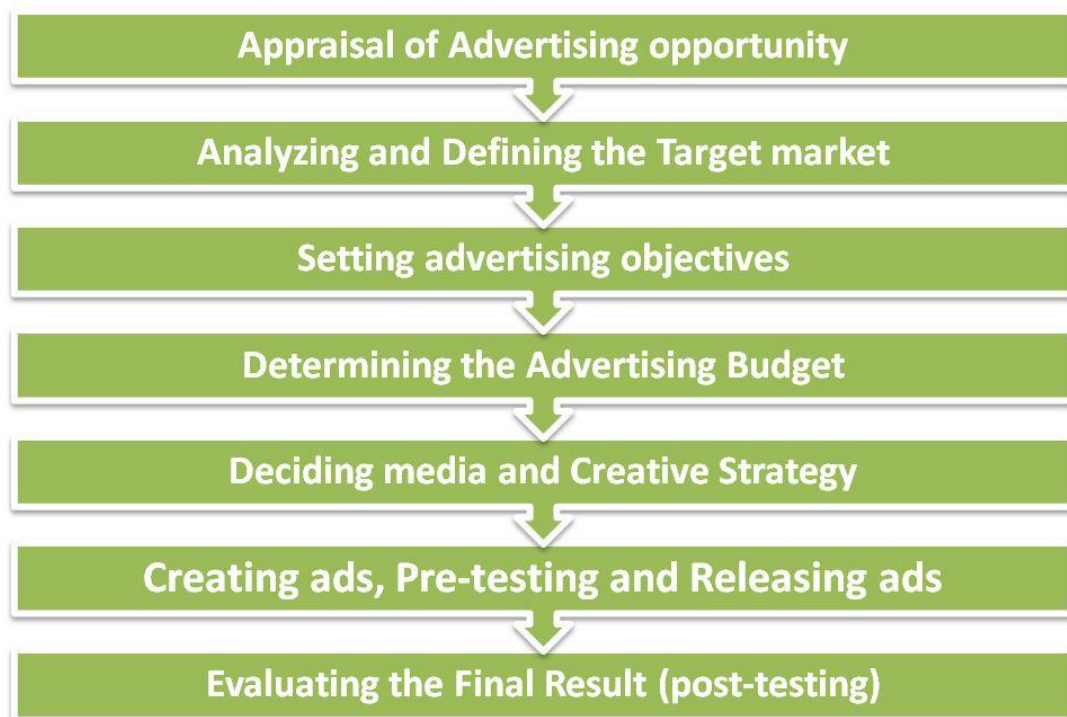 Appraisal of Advertising opportunity
Analyzing and Defining the Target market
Setting advertising objectives
Determining the Advertising Budget
Deciding media and Creative Strategy
Creating ads, Pre-testing and Releasing ads
Evaluating the Final Result (post-testing)